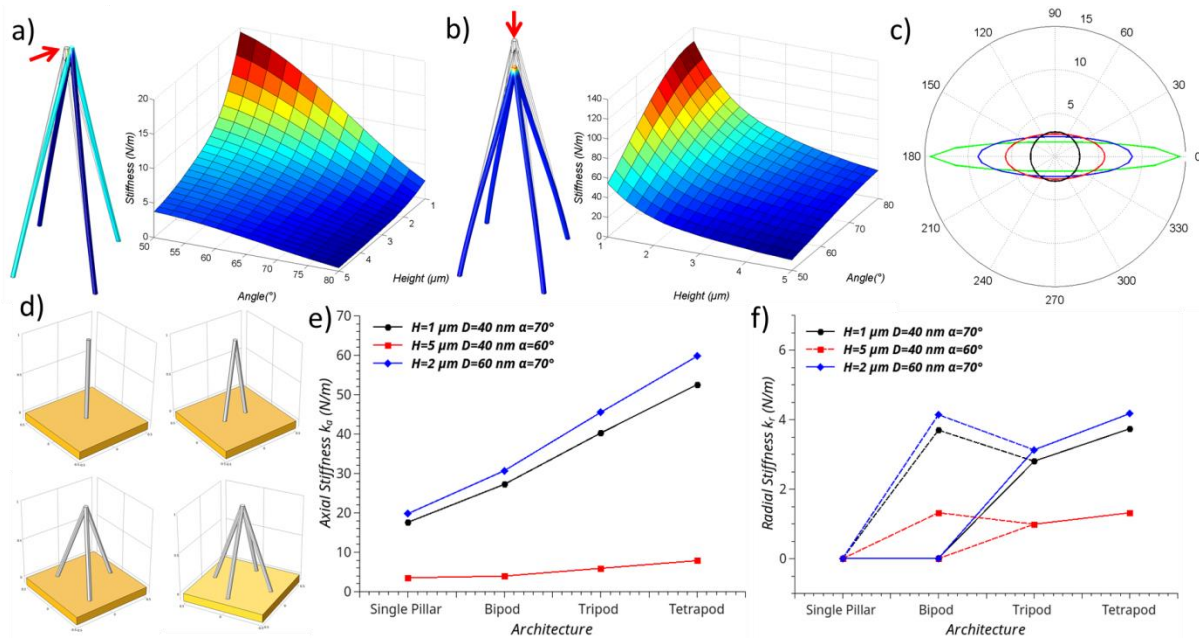 a)
20
15
10
5
0
Stiffness (N/m)
50
55
60
65
70
75
80
Angle(°)
1
2
3
4
5
Height (µm)
b)
140
120
100
80
60
40
20
0
Stiffness (N/m)
1
2
3
4
5
Height (µm)
80
70
60
50
Angle(°)
c)
90
15
120
60
10
150
30
5
180
0
210
330
240
300
270
d)
e)
70
60
50
40
30
20
10
0
Axial Stiffness kₐ (N/m)
H=1 µm D=40 nm α=70°
H=5 µm D=40 nm α=60°
H=2 µm D=60 nm α=70°
Single Pillar
Bipod
Tripod
Tetrapod
Architecture
f)
6
4
2
0
Radial Stiffness kᵣ (N/m)
H=1 µm D=40 nm α=70°
H=5 µm D=40 nm α=60°
H=2 µm D=60 nm α=70°
Single Pillar
Bipod
Tripod
Tetrapod
Architecture